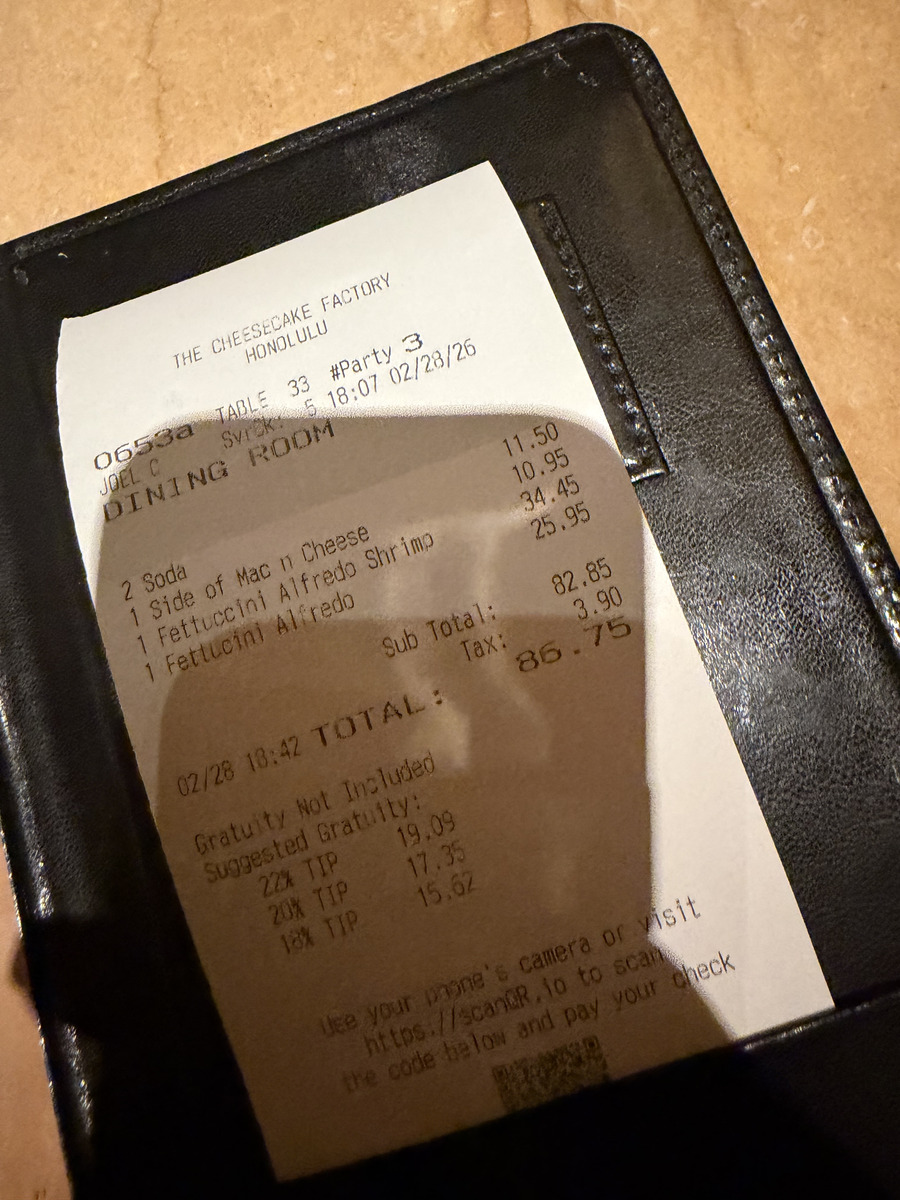 THE CHEESECAKE FACTORY
HONOLULU
0653a TABLE 33 #Party 3
JOEL C SvrCk: 5 18:07 02/28/26
DINING ROOM
2 Soda 11.50
1 Side of Mac n Cheese 10.95
1 Fettuccini Alfredo Shrimp 34.45
1 Fettucini Alfredo 25.95
Sub Total: 82.85
Tax: 3.90
02/28 18:42 TOTAL: 86.75
Gratuity Not Included
Suggested Gratuity:
22% TIP 19.09
20% TIP 17.35
18% TIP 15.62
Use your phone's camera or visit
https://scanQR.io to scan
the code below and pay your check